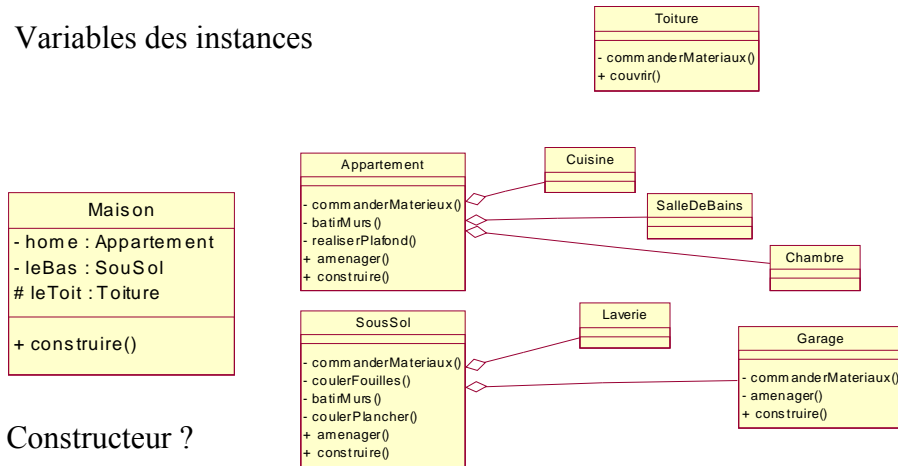 Variables des instances
Toiture
- commanderMateriaux()
+ couvrir()
Appartement
- commanderMaterieux()
- batirMurs()
- realiserPlafond()
+ amenager()
+ construire()
Cuisine
SalleDeBains
Chambre
Maison
- home : Appartement
- leBas : SouSol
# leToit : Toiture
+ construire()
SousSol
- commanderMateriaux()
- coulerFouilles()
- batirMurs()
- coulerPlancher()
+ amenager()
+ construire()
Laverie
Garage
- commanderMateriaux()
- amenager()
+ construire()
Constructeur ?